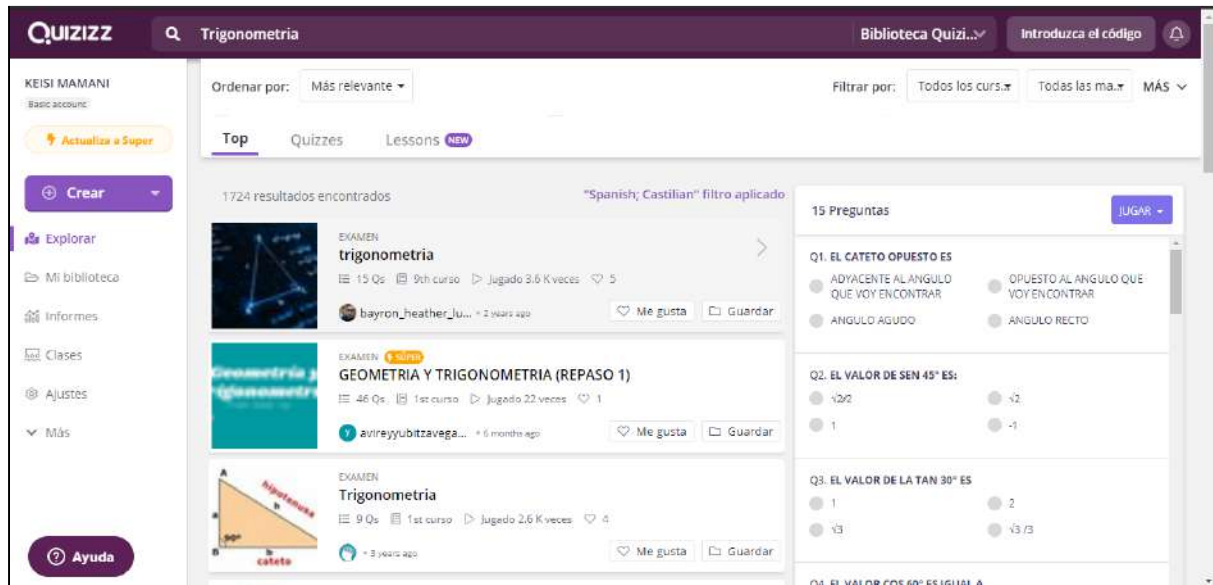 QUIZIZZ
Trigonometria
Biblioteca Quizi...
Introduzca el código
KEISI MAMANI
Basic account
Actualiza a Super
Crear
Explorar
Mi biblioteca
Informes
Clases
Ajustes
Más
Ayuda
Ordenar por: Más relevante
Filtrar por: Todos los curs. Todas las ma.. MÁS
Top Quizzes Lessons NEW
1724 resultados encontrados
"Spanish; Castilian" filtro aplicado
EXAMEN
trigonometria
15 Qs 9th curso Jugado 3.6 K veces 5
bayron_heather_lu... • 2 years ago
Me gusta Guardar
EXAMEN SÚPER
GEOMETRIA Y TRIGONOMETRIA (REPASO 1)
46 Qs 1st curso Jugado 22 veces 1
avireyyubitzavega... • 6 months ago
Me gusta Guardar
A
hipotenusa
h
a
90°
B
b
cateto
EXAMEN
Trigonometria
9 Qs 1st curso Jugado 2.6 K veces 4
• 3 years ago
Me gusta Guardar
15 Preguntas
JUGAR
Q1. EL CATETO OPUESTO ES
ADYACENTE AL ANGULO
QUE VOY ENCONTRAR
OPUESTO AL ANGULO QUE
VOY ENCONTRAR
ANGULO AGUDO
ANGULO RECTO
Q2. EL VALOR DE SEN 45° ES:
√2/2
√2
1
-1
Q3. EL VALOR DE LA TAN 30° ES
1
2
√3
√3 /3
Q4. EL VALOR COS 60° ES IGUAL A